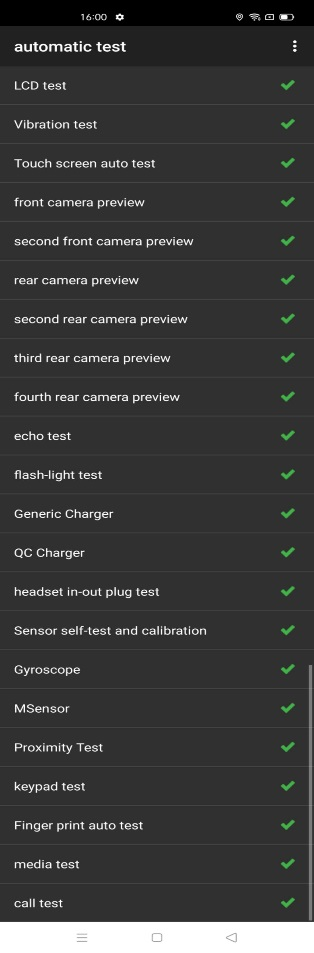 16:00
automatic test
LCD test
Vibration test
Touch screen auto test
front camera preview
second front camera preview
rear camera preview
second rear camera preview
third rear camera preview
fourth rear camera preview
echo test
flash-light test
Generic Charger
QC Charger
headset in-out plug test
Sensor self-test and calibration
Gyroscope
MSensor
Proximity Test
keypad test
Finger print auto test
media test
call test